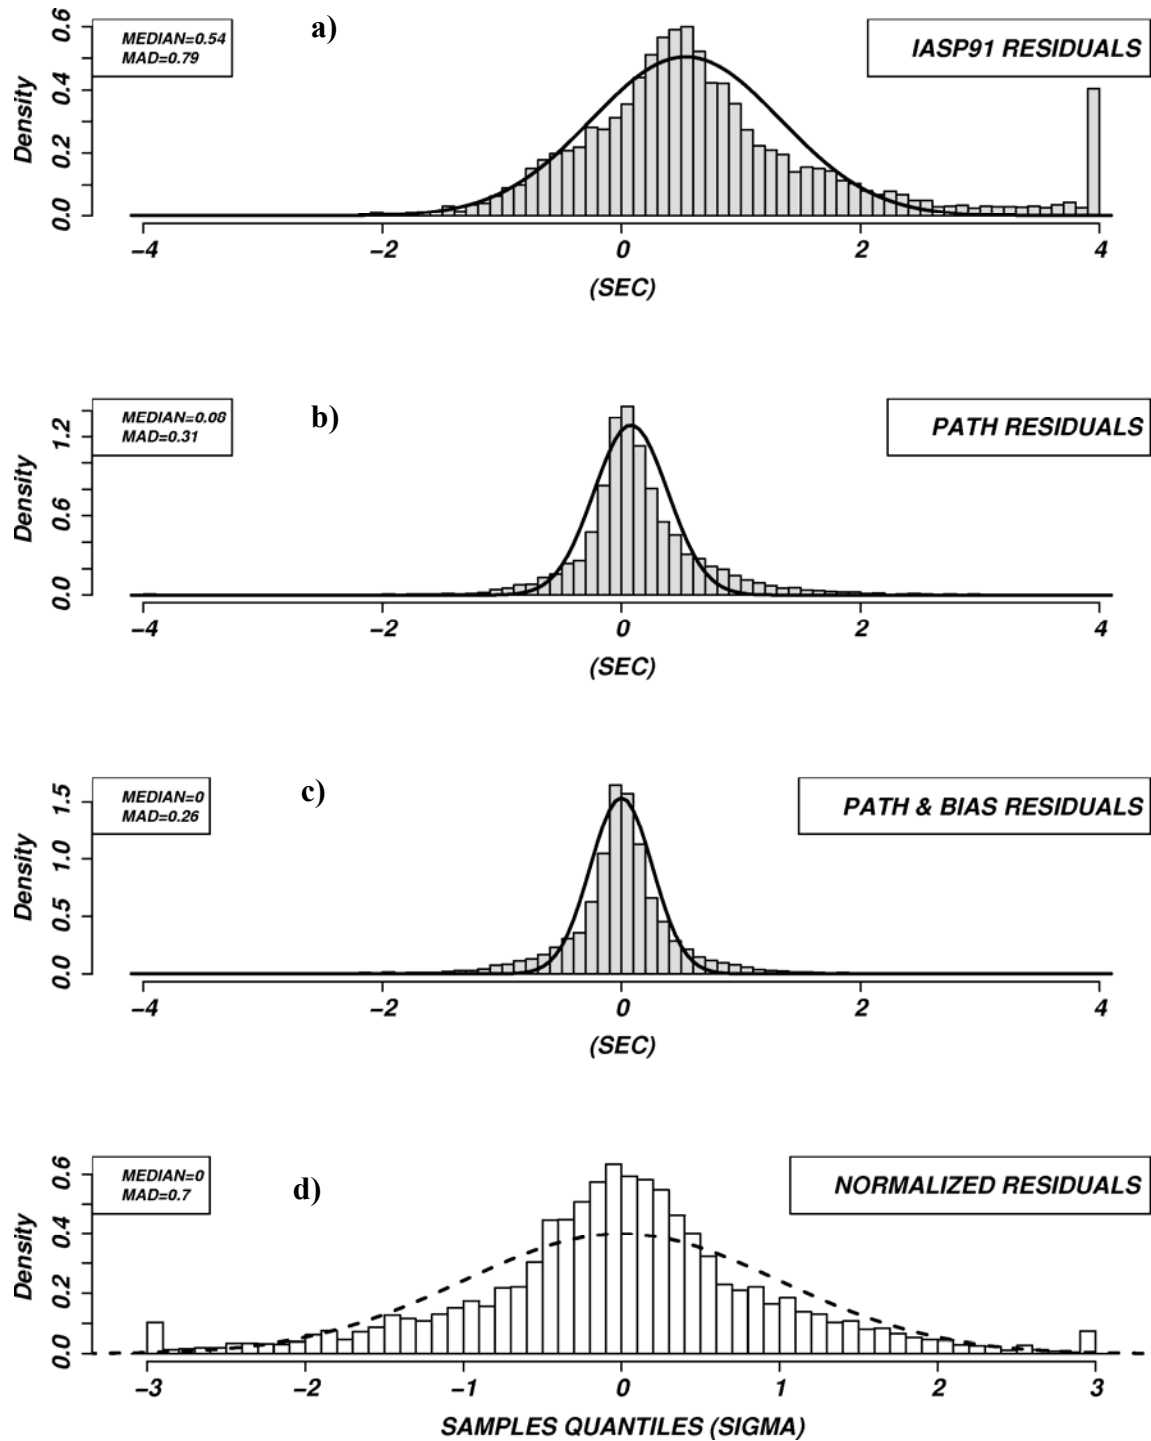 MEDIAN=0.54
MAD=0.79
a)
IASP91 RESIDUALS
Density
0.0 0.2 0.4 0.6
-4 -2 0 2 4
(SEC)
MEDIAN=0.08
MAD=0.31
b)
PATH RESIDUALS
Density
0.0 0.6 1.2
-4 -2 0 2 4
(SEC)
MEDIAN=0
MAD=0.26
c)
PATH & BIAS RESIDUALS
Density
0.0 0.5 1.0 1.5
-4 -2 0 2 4
(SEC)
MEDIAN=0
MAD=0.7
d)
NORMALIZED RESIDUALS
Density
0.0 0.2 0.4 0.6
-3 -2 -1 0 1 2 3
SAMPLES QUANTILES (SIGMA)